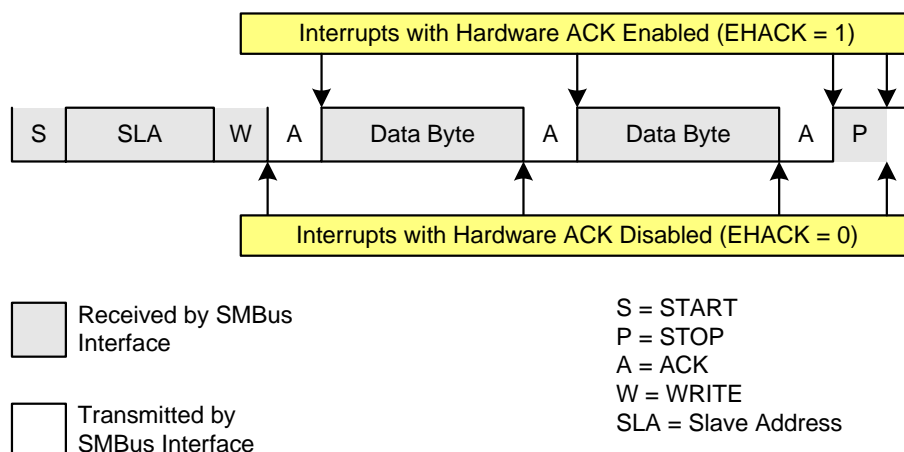 Interrupts with Hardware ACK Enabled (EHACK = 1)
S SLA W A Data Byte A Data Byte A P
Interrupts with Hardware ACK Disabled (EHACK = 0)
Received by SMBus
Interface
Transmitted by
SMBus Interface
S = START
P = STOP
A = ACK
W = WRITE
SLA = Slave Address